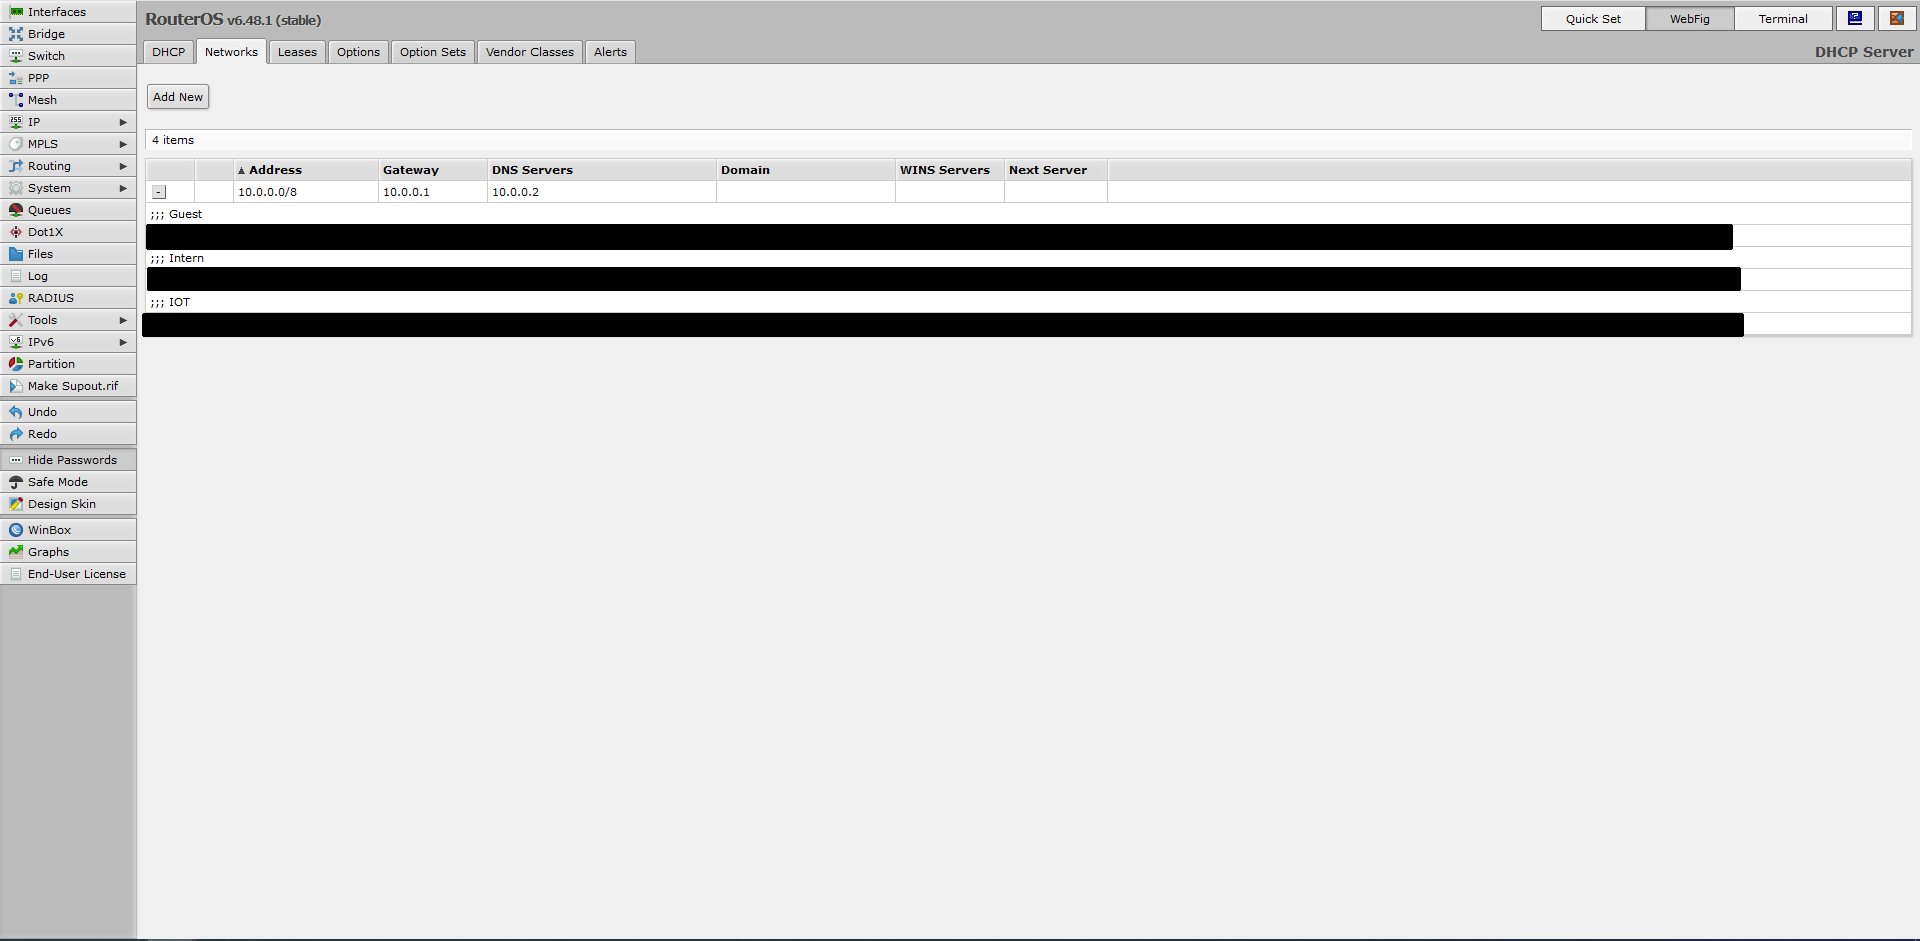 Interfaces
Bridge
Switch
PPP
Mesh
IP
MPLS
Routing
System
Queues
Dot1X
Files
Log
RADIUS
Tools
IPv6
Partition
Make Supout.rif
Undo
Redo
Hide Passwords
Safe Mode
Design Skin
WinBox
Graphs
End-User License
RouterOS v6.48.1 (stable)
Quick Set WebFig Terminal
DHCP Networks Leases Options Option Sets Vendor Classes Alerts DHCP Server
Add New
4 items
Address Gateway DNS Servers Domain WINS Servers Next Server
- 10.0.0.0/8 10.0.0.1 10.0.0.2
;;; Guest
;;; Intern
;;; IOT